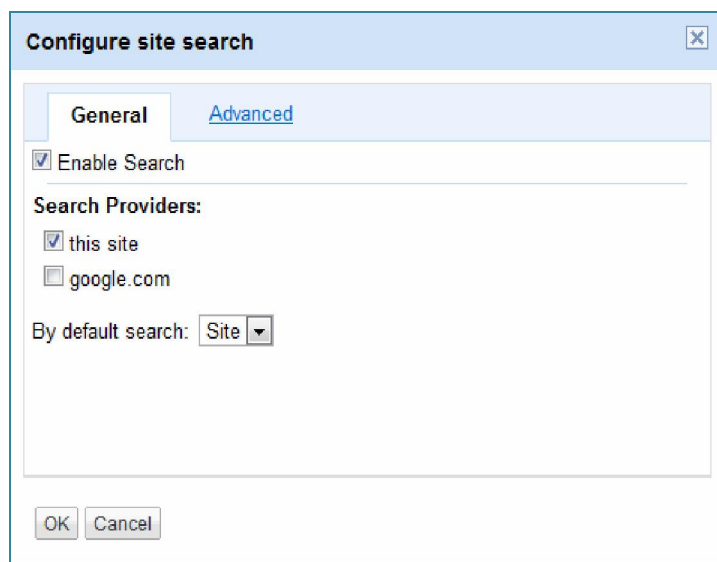 Configure site search
General
Advanced
Enable Search
Search Providers:
this site
google.com
By default search: Site
OK Cancel